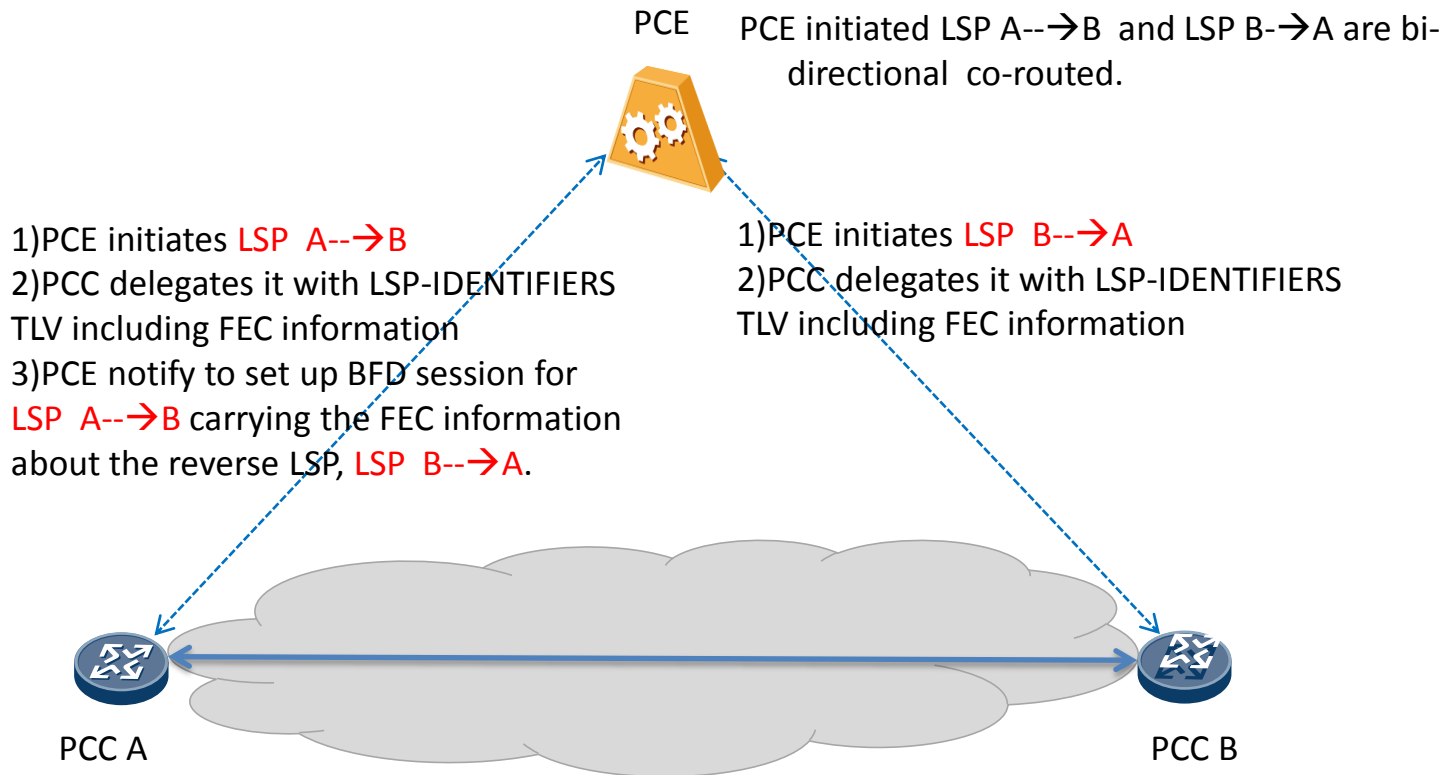 PCE
PCE initiated LSP A--→B and LSP B-→A are bi-
directional co-routed.
1)PCE initiates LSP A--→B
2)PCC delegates it with LSP-IDENTIFIERS
TLV including FEC information
3)PCE notify to set up BFD session for
LSP A--→B carrying the FEC information
about the reverse LSP, LSP B--→A.
1)PCE initiates LSP B--→A
2)PCC delegates it with LSP-IDENTIFIERS
TLV including FEC information
PCC A
PCC B